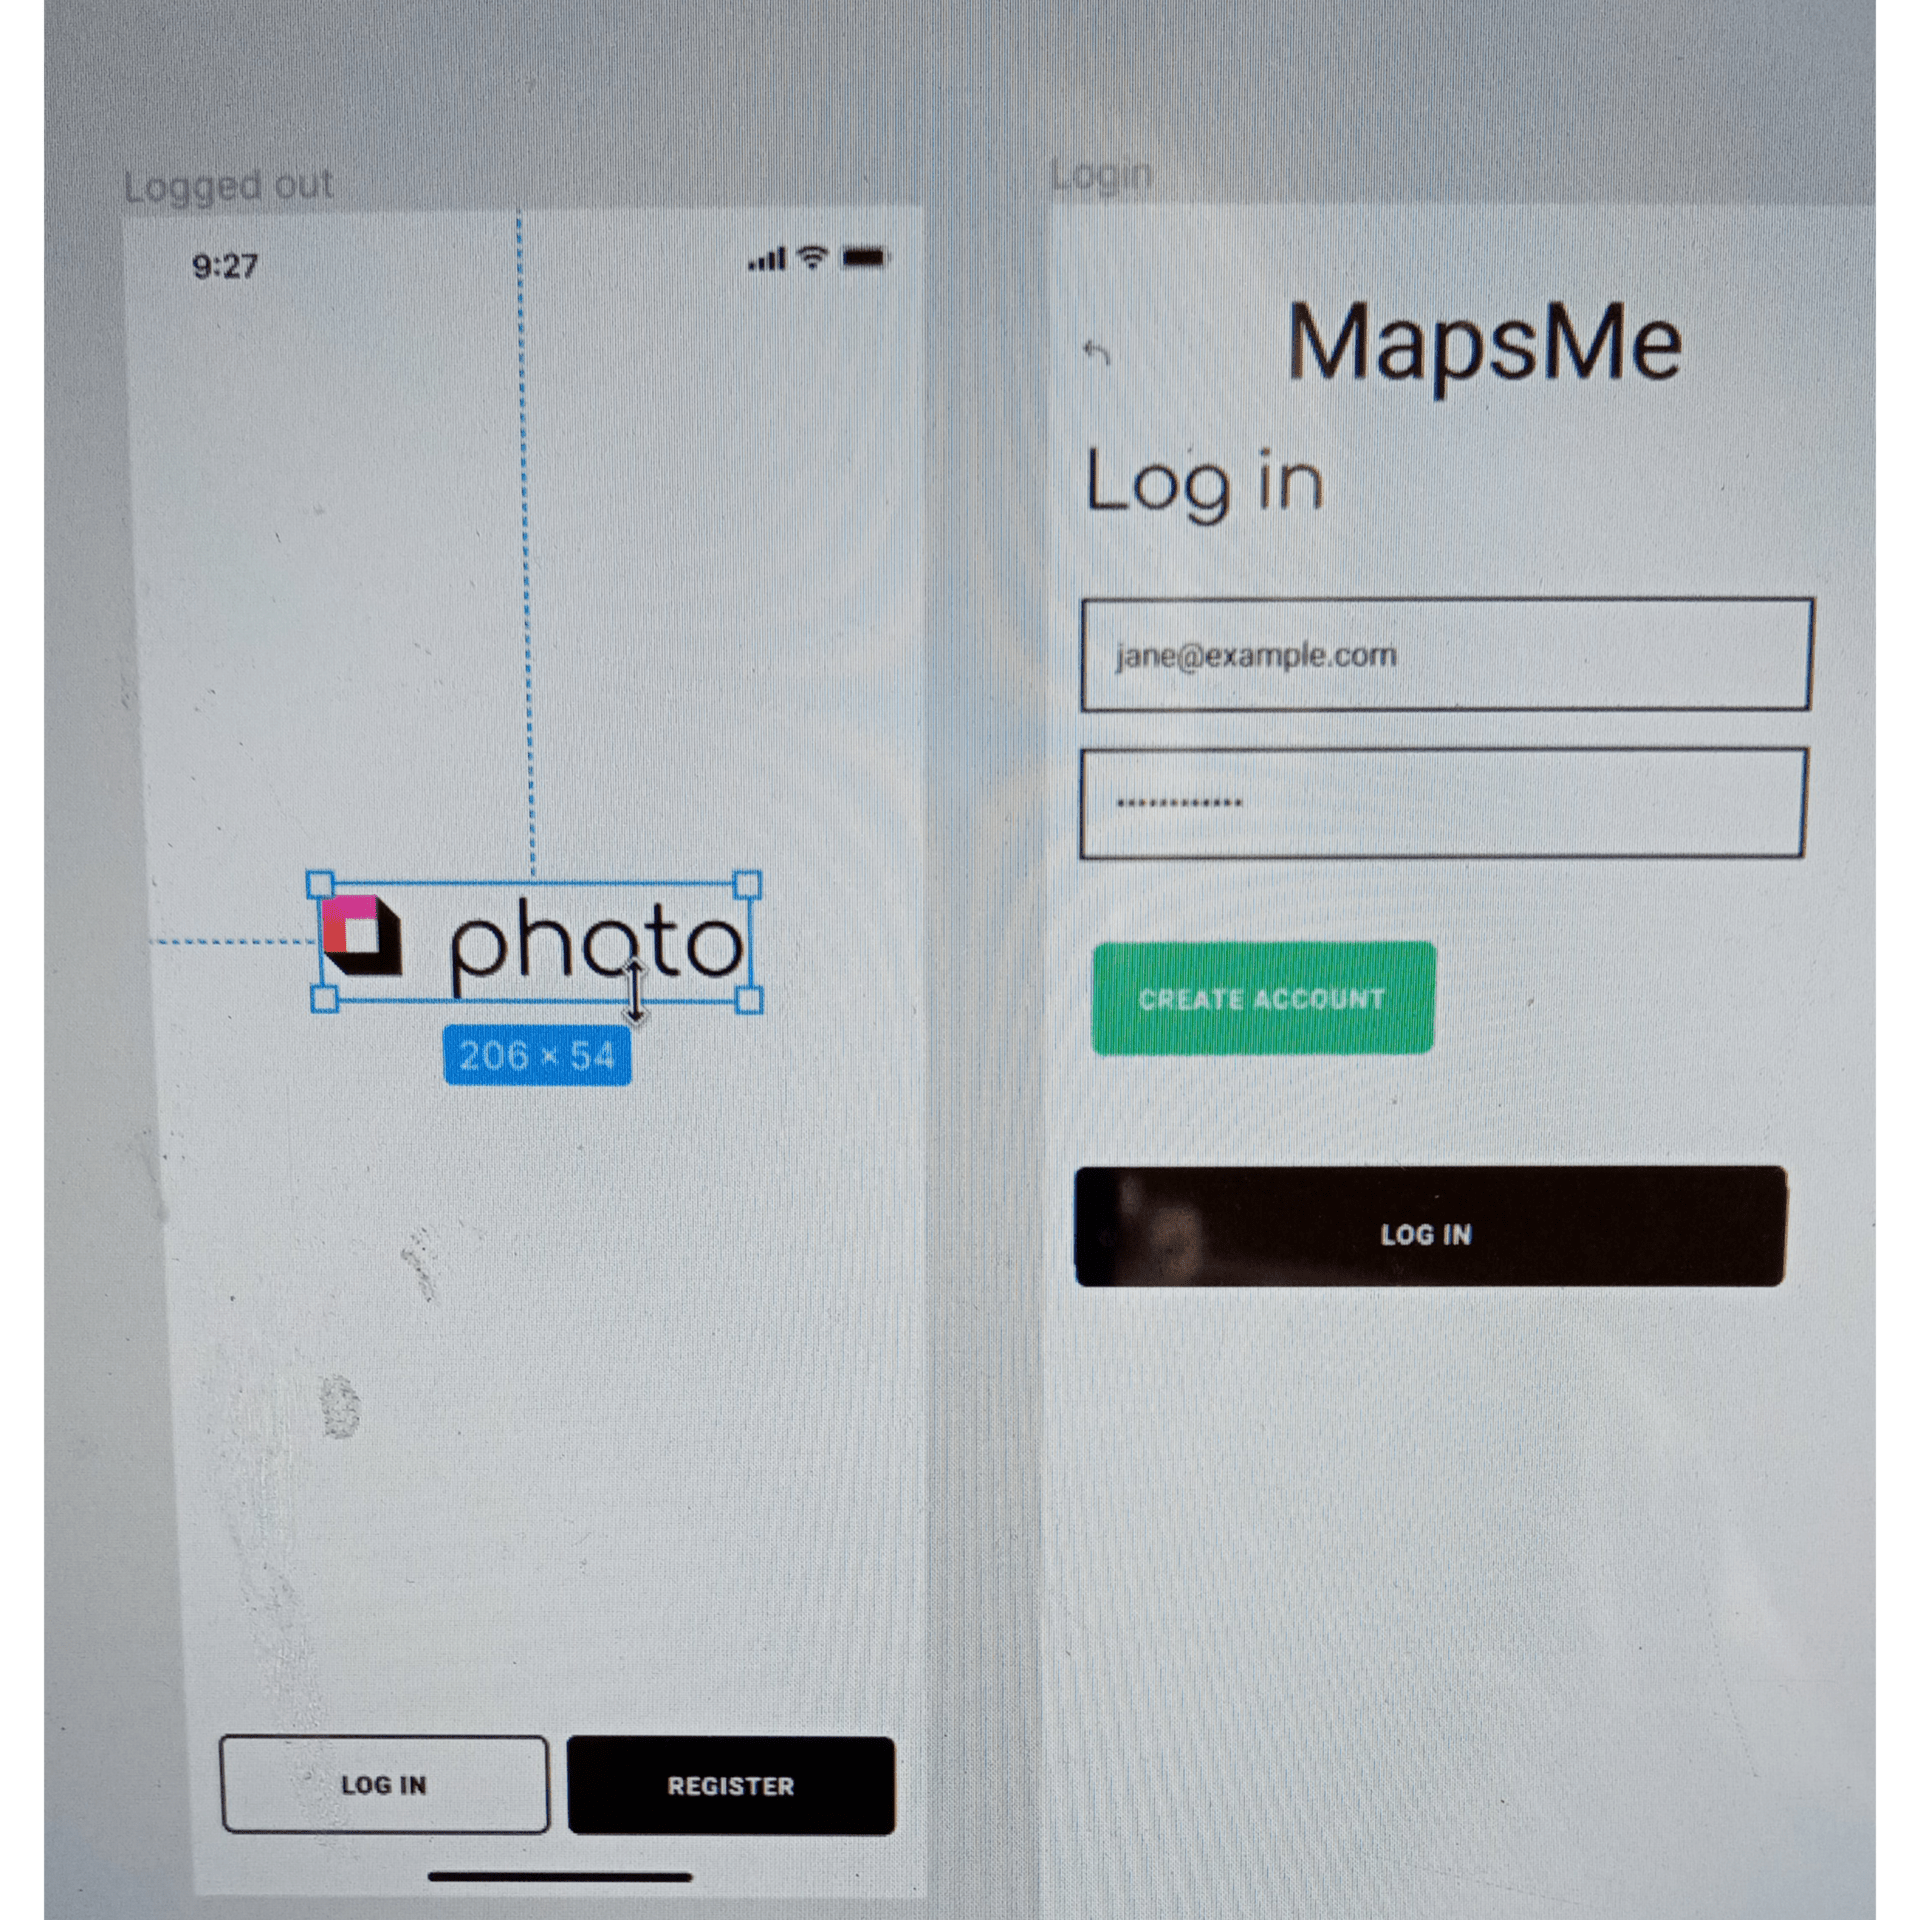 Logged out
9:27
photo
206 × 54
LOG IN
REGISTER
Login
MapsMe
Log in
jane@example.com
••••••••••••
CREATE ACCOUNT
LOG IN